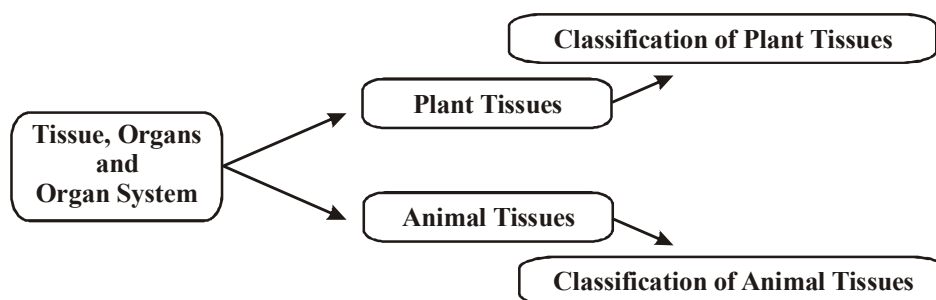 Classification of Plant Tissues
Plant Tissues
Tissue, Organs
and
Organ System
Animal Tissues
Classification of Animal Tissues